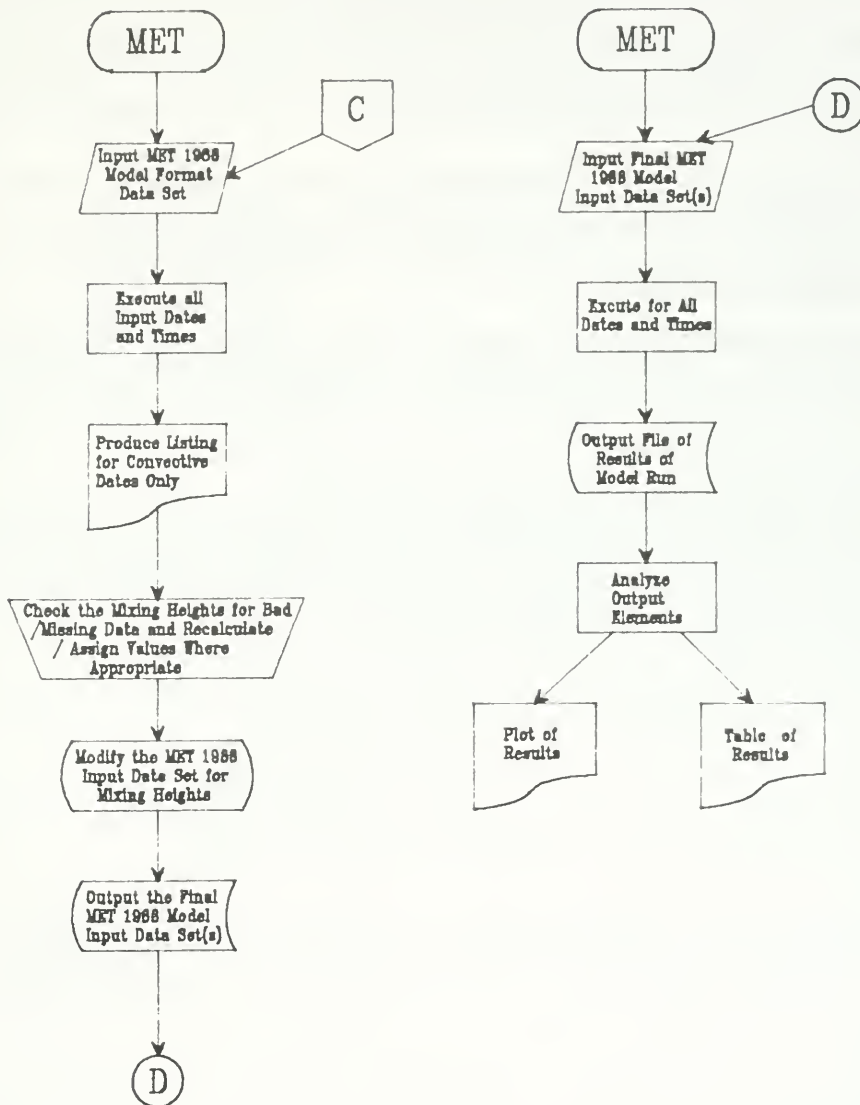 MET
C
Input MET 1988
Model Format
Data Set
Execute all
Input Dates
and Times
Produce Listing
for Convective
Dates Only
Check the Mixing Heights for Bad
/Missing Data and Recalculate
/ Assign Values Where
Appropriate
Modify the MET 1988
Input Data Set for
Mixing Heights
Output the Final
MET 1988 Model
Input Data Set(s)
D
MET
D
Input Final MET
1988 Model
Input Data Set(s)
Excute for All
Dates and Times
Output File of
Results of
Model Run
Analyze
Output
Elements
Plot of
Results
Table of
Results